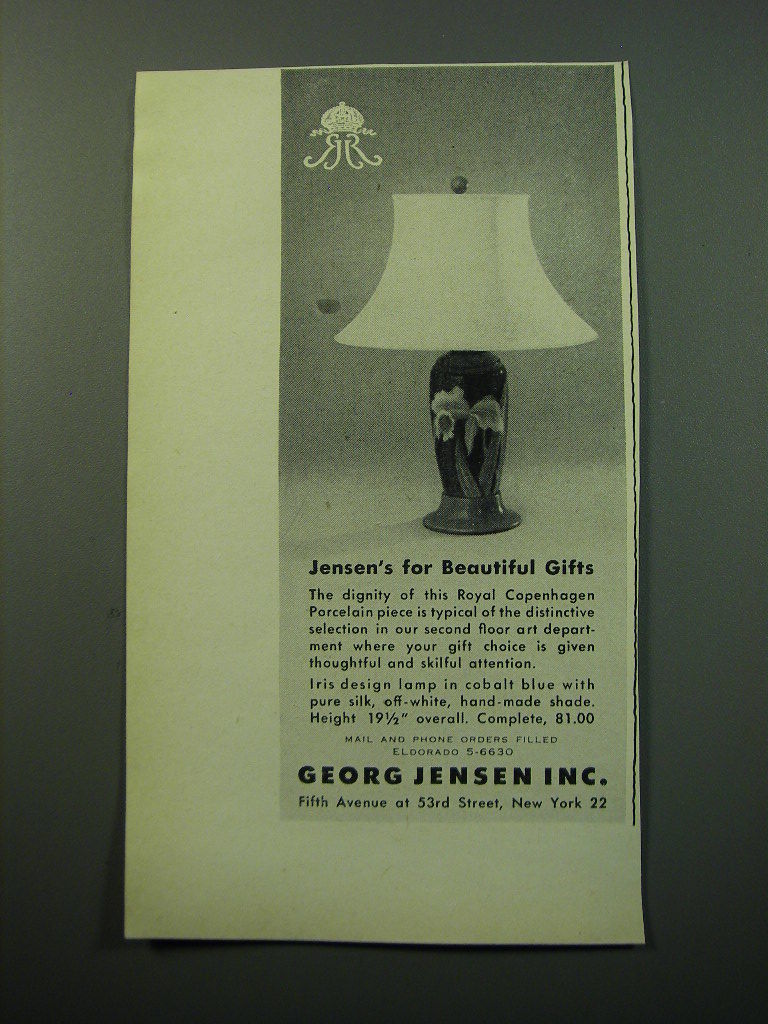 Jensen's for Beautiful Gifts
The dignity of this Royal Copenhagen
Porcelain piece is typical of the distinctive
selection in our second floor art depart-
ment where your gift choice is given
thoughtful and skilful attention.
Iris design lamp in cobalt blue with
pure silk, off-white, hand-made shade.
Height 19½" overall. Complete, 81.00
MAIL AND PHONE ORDERS FILLED
ELDORADO 5-6630
GEORG JENSEN INC.
Fifth Avenue at 53rd Street, New York 22